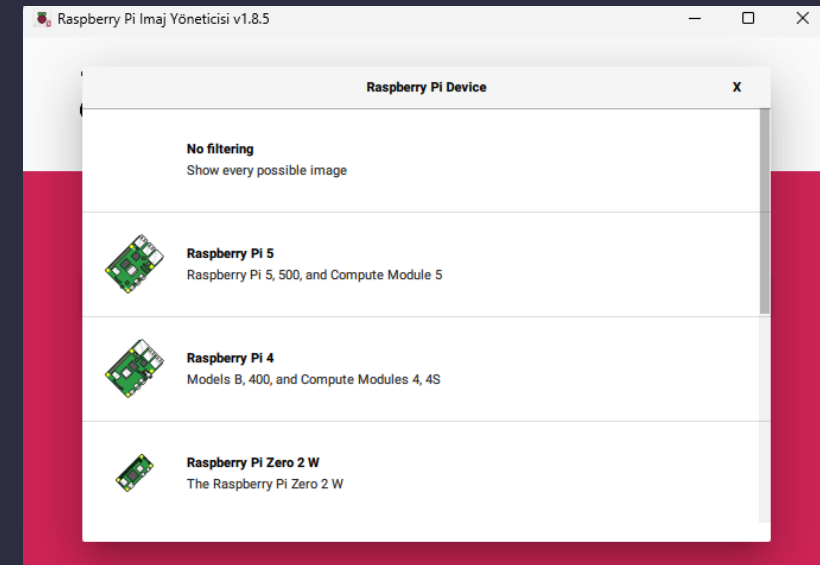 Raspberry Pi Imaj Yöneticisi v1.8.5
Raspberry Pi Device
X
No filtering
Show every possible image
Raspberry Pi 5
Raspberry Pi 5, 500, and Compute Module 5
Raspberry Pi 4
Models B, 400, and Compute Modules 4, 4S
Raspberry Pi Zero 2 W
The Raspberry Pi Zero 2 W